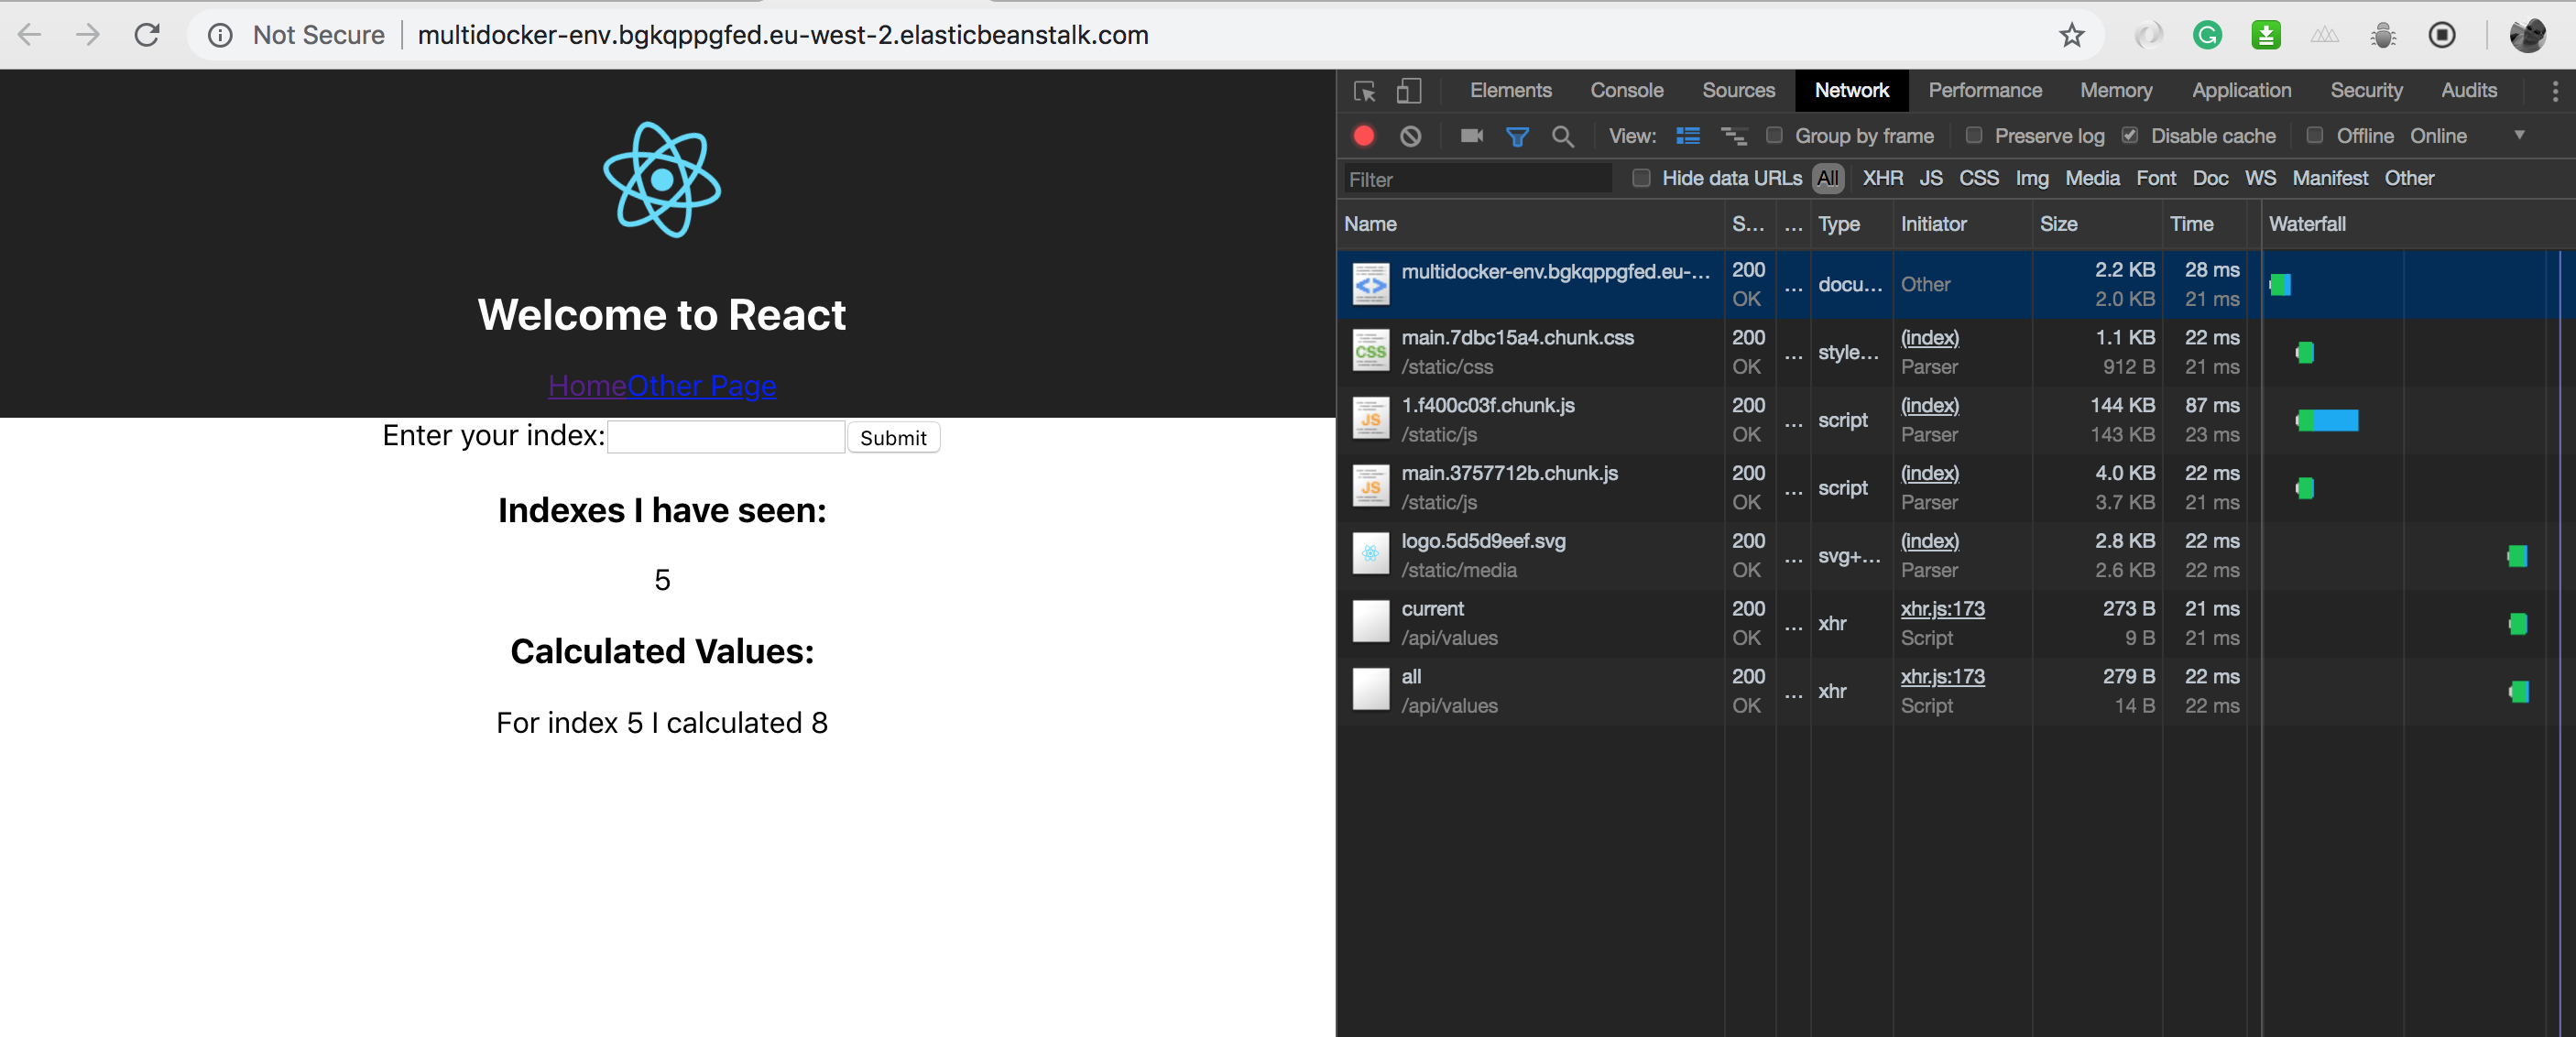 Not Secure multidocker-env.bgkqppgfed.eu-west-2.elasticbeanstalk.com
Welcome to React
HomeOther Page
Enter your index: Submit
Indexes I have seen:
5
Calculated Values:
For index 5 I calculated 8
Elements Console Sources Network Performance Memory Application Security Audits
View: Group by frame Preserve log Disable cache Offline Online
Filter Hide data URLs All XHR JS CSS Img Media Font Doc WS Manifest Other
Name S... ... Type Initiator Size Time Waterfall
multidocker-env.bgkqppgfed.eu-... 200 ... docu... Other 2.2 KB 28 ms
OK 2.0 KB 21 ms
main.7dbc15a4.chunk.css 200 ... style... (index) 1.1 KB 22 ms
/static/css OK Parser 912 B 21 ms
1.f400c03f.chunk.js 200 ... script (index) 144 KB 87 ms
/static/js OK Parser 143 KB 23 ms
main.3757712b.chunk.js 200 ... script (index) 4.0 KB 22 ms
/static/js OK Parser 3.7 KB 21 ms
logo.5d5d9eef.svg 200 ... svg+... (index) 2.8 KB 22 ms
/static/media OK Parser 2.6 KB 22 ms
current 200 ... xhr xhr.js:173 273 B 21 ms
/api/values OK Script 9 B 21 ms
all 200 ... xhr xhr.js:173 279 B 22 ms
/api/values OK Script 14 B 22 ms